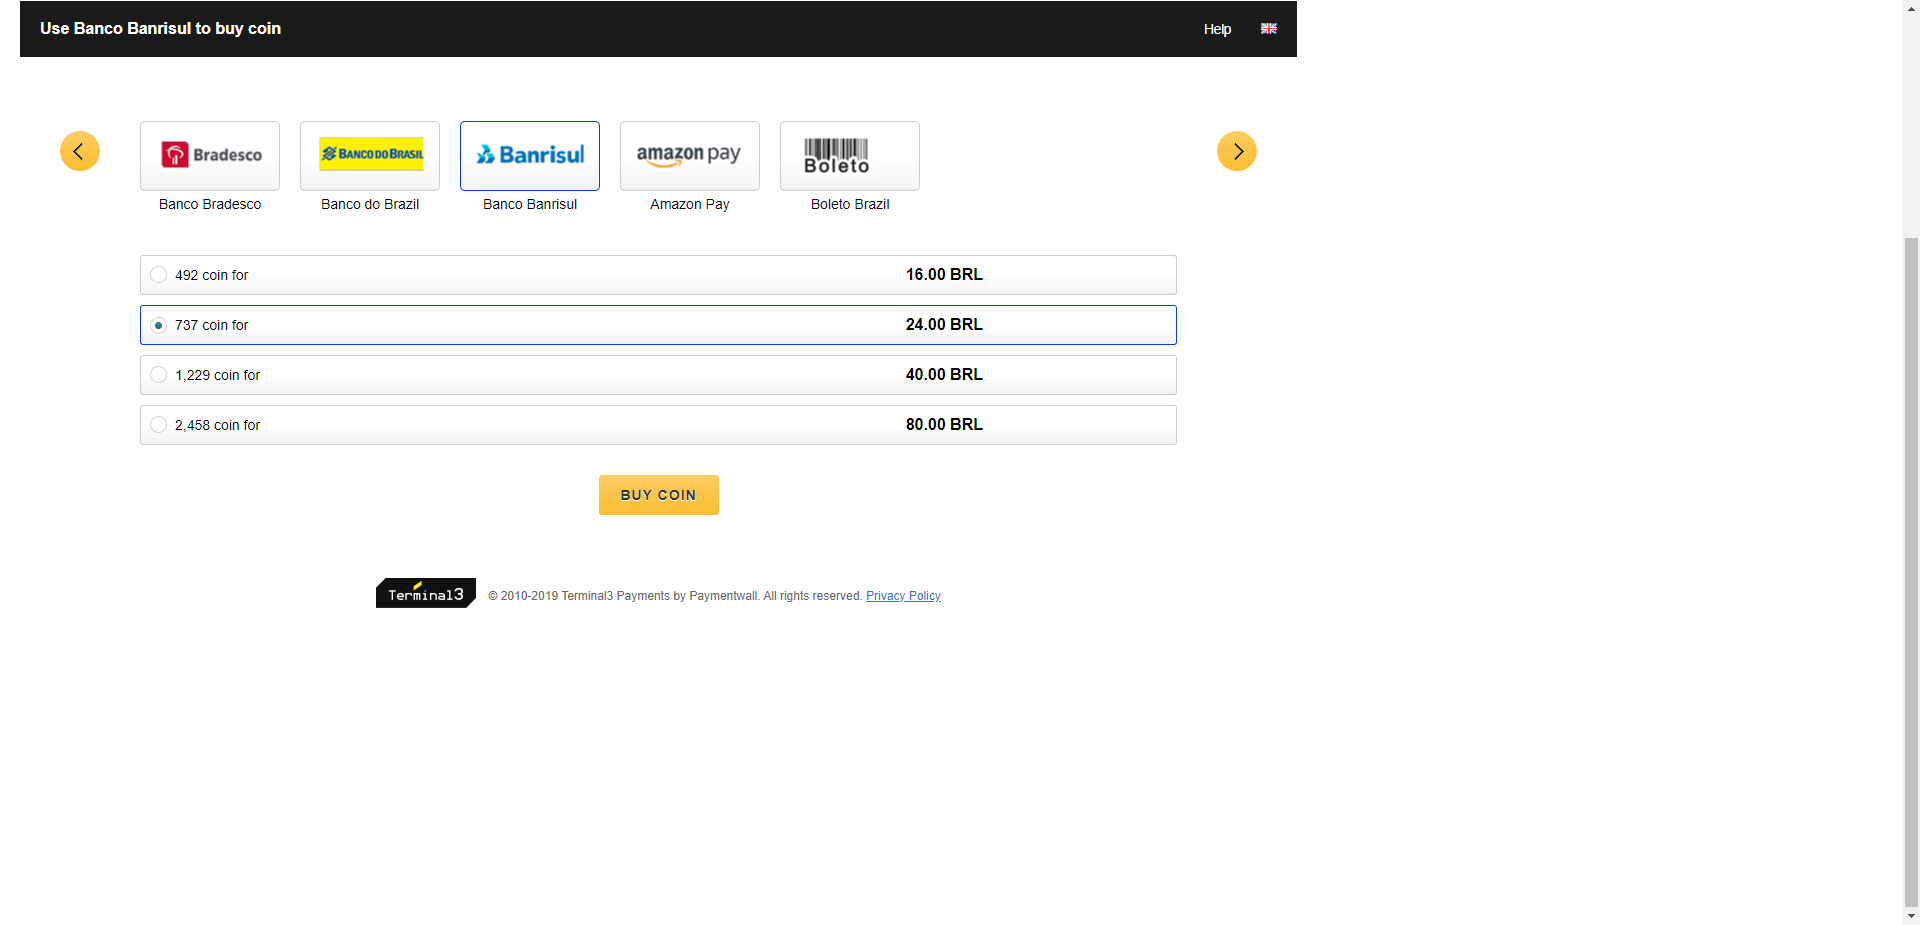 Use Banco Banrisul to buy coin
Help
Bradesco
BANCO DO BRASIL
Banrisul
amazon pay
Boleto
Banco Bradesco
Banco do Brazil
Banco Banrisul
Amazon Pay
Boleto Brazil
492 coin for 16.00 BRL
737 coin for 24.00 BRL
1,229 coin for 40.00 BRL
2,458 coin for 80.00 BRL
BUY COIN
Terminal3
© 2010-2019 Terminal3 Payments by Paymentwall. All rights reserved. Privacy Policy